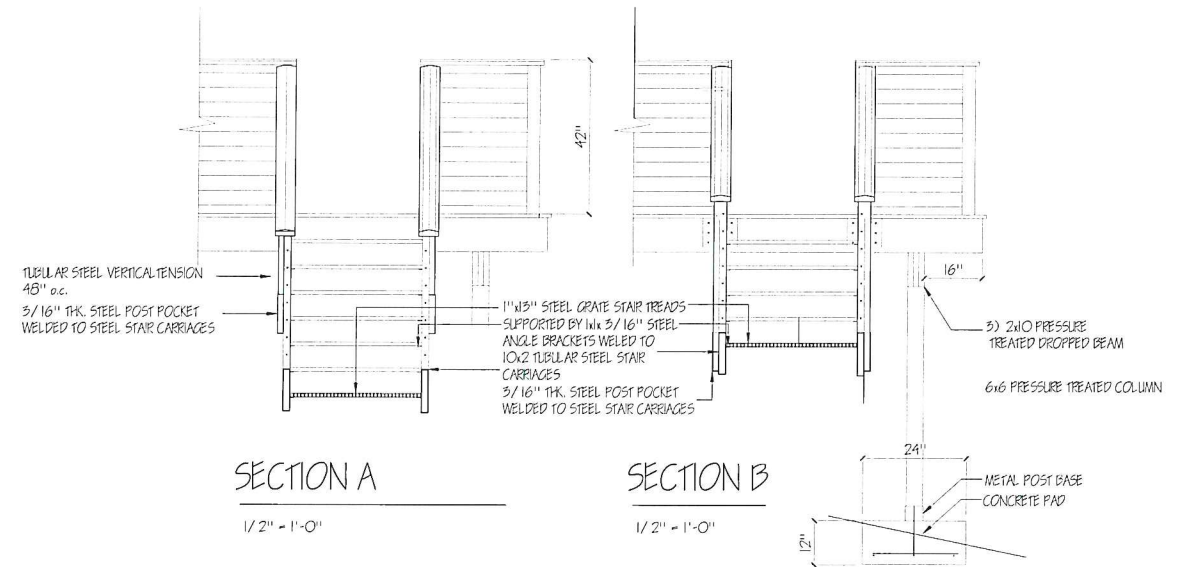 42"
16"
TUBULAR STEEL VERTICAL TENSION
48" o.c.
3/16" THK. STEEL POST POCKET
WELDED TO STEEL STAIR CARRIAGES
1"x13" STEEL GRATE STAIR TREADS
SUPPORTED BY 1x1x 3/16" STEEL
ANGLE BRACKETS WELED TO
10x2 TUBULAR STEEL STAIR
CARRIAGES
3/16" THK. STEEL POST POCKET
WELDED TO STEEL STAIR CARRIAGES
3) 2x10 PRESSURE
TREATED DROPPED BEAM
6x6 PRESSURE TREATED COLUMN
24"
METAL POST BASE
CONCRETE PAD
12"
SECTION A
1/2" = 1'-0"
SECTION B
1/2" = 1'-0"